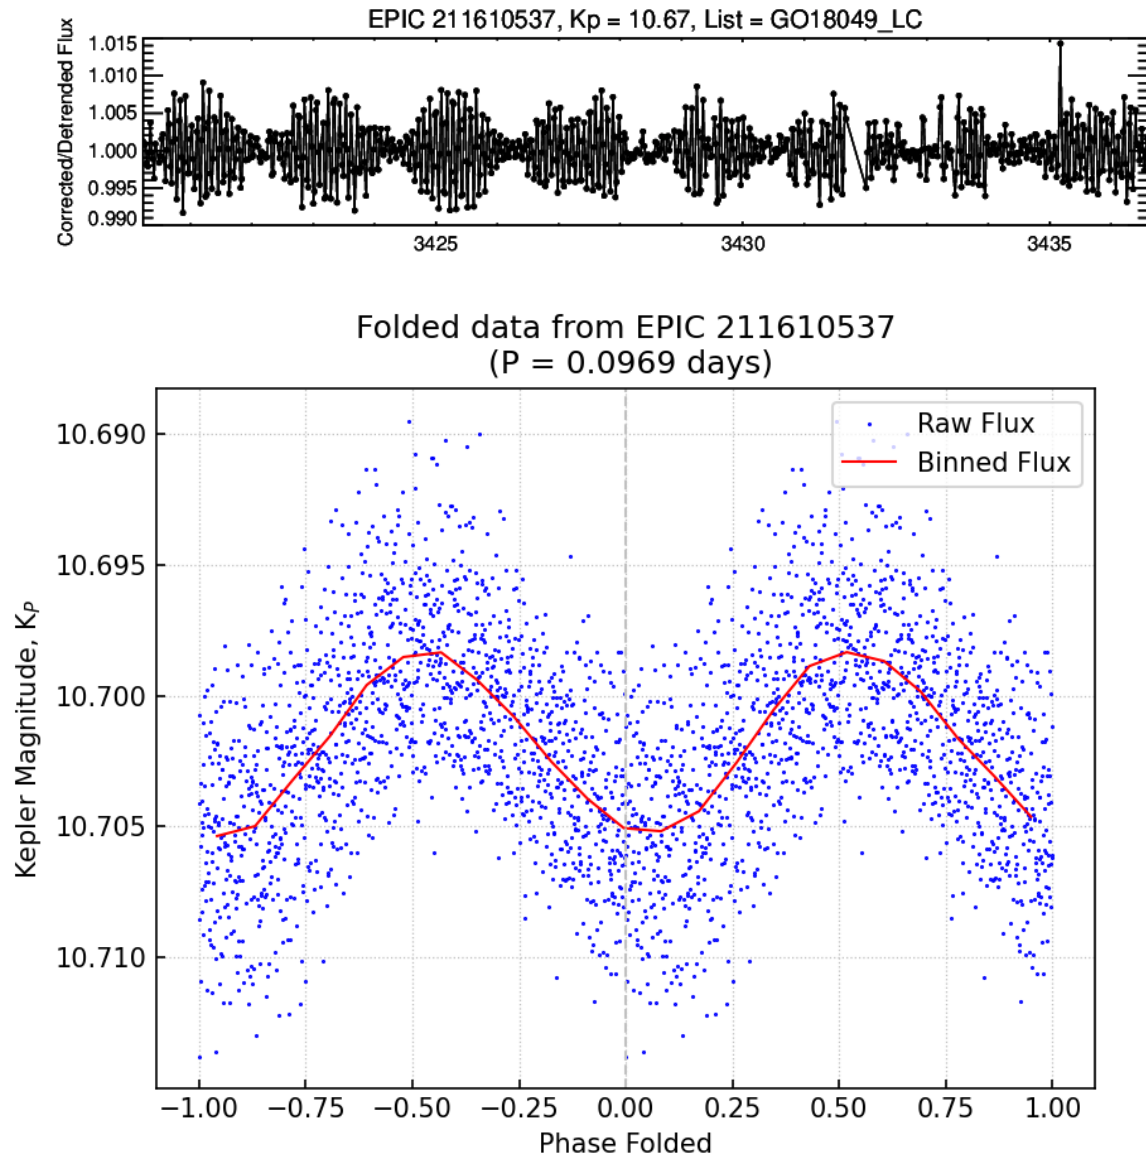 EPIC 211610537, Kp = 10.67, List = GO18049_LC
Corrected/Detrended Flux
1.015
1.010
1.005
1.000
0.995
0.990
3425
3430
3435
Folded data from EPIC 211610537
(P = 0.0969 days)
Raw Flux
Binned Flux
Kepler Magnitude, K_P
10.690
10.695
10.700
10.705
10.710
−1.00
−0.75
−0.50
−0.25
0.00
0.25
0.50
0.75
1.00
Phase Folded